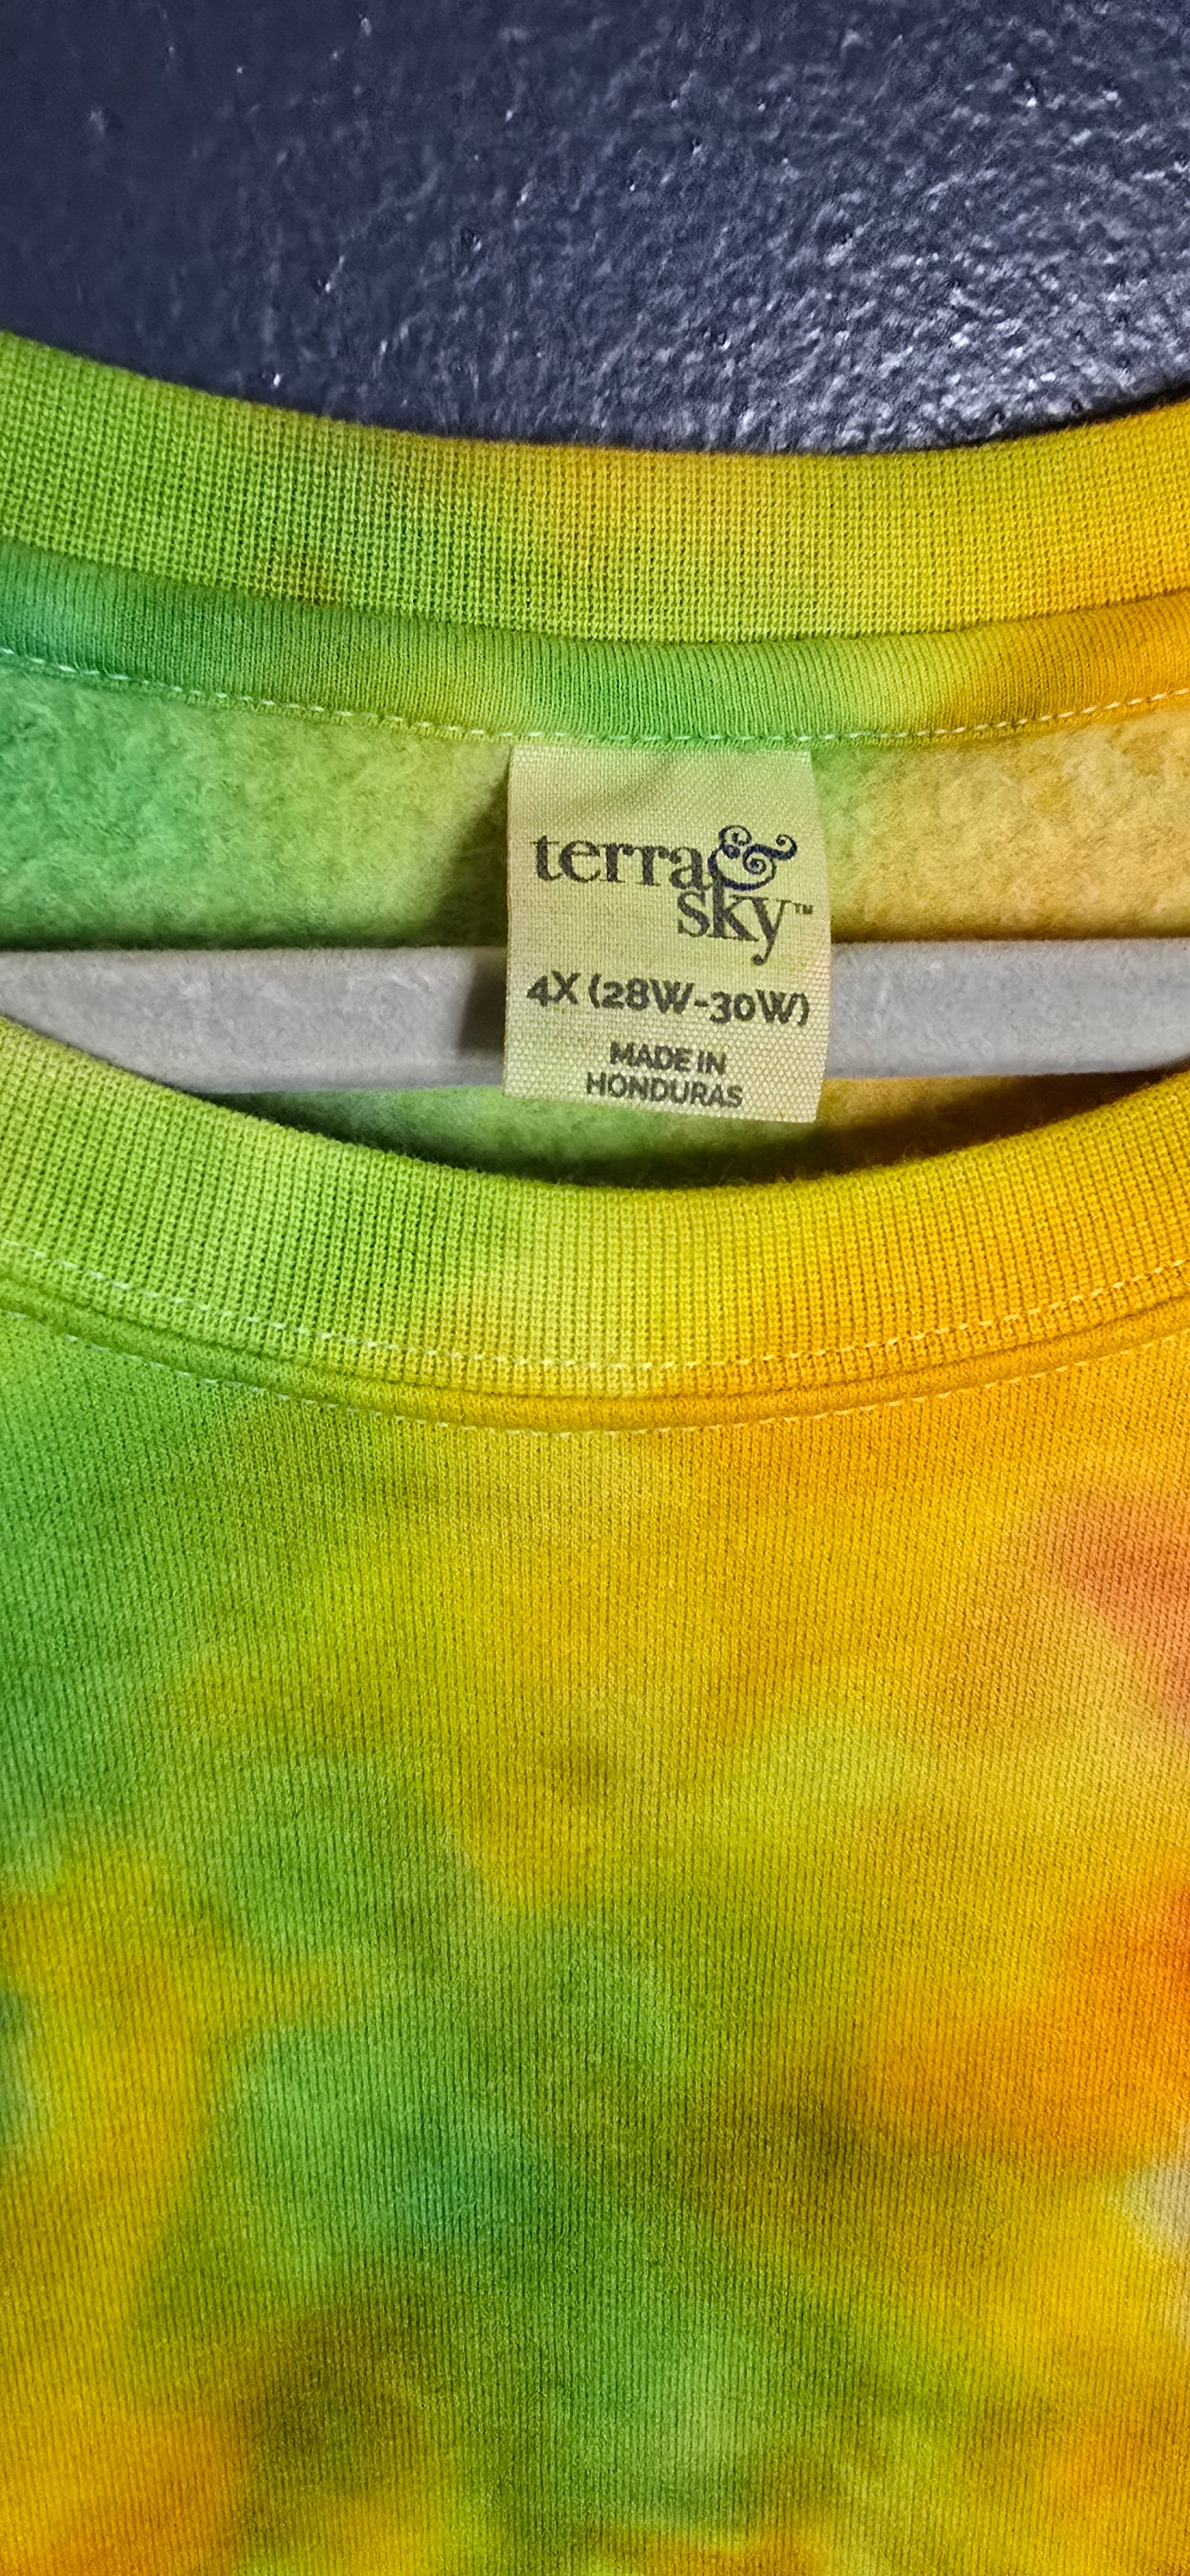 terra &
sky™
4X (28W-30W)
MADE IN
HONDURAS